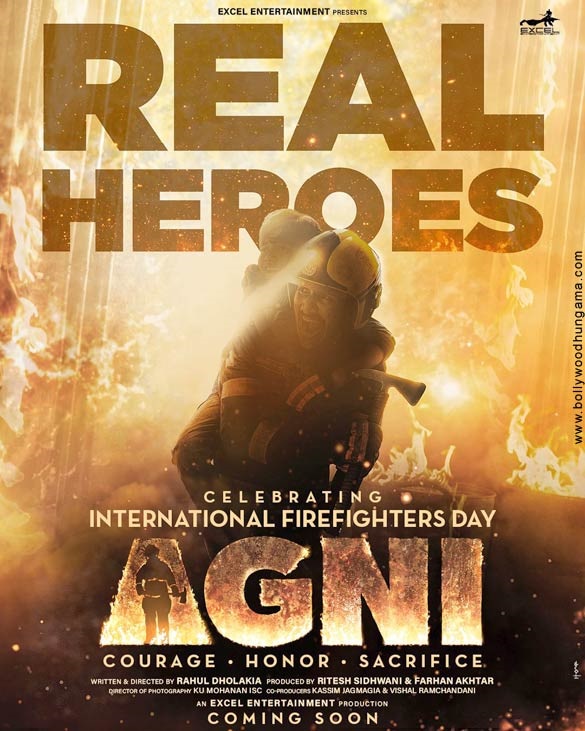 EXCEL ENTERTAINMENT PRESENTS
EXCEL
REAL
HEROES
www.bollywoodhungama.com
CELEBRATING
INTERNATIONAL FIREFIGHTERS DAY
AGNI
COURAGE · HONOR · SACRIFICE
WRITTEN & DIRECTED BY RAHUL DHOLAKIA PRODUCED BY RITESH SIDHWANI & FARHAN AKHTAR
DIRECTOR OF PHOTOGRAPHY KU MOHANAN ISC CO-PRODUCERS KASSIM JAGMAGIA & VISHAL RAMCHANDANI
AN EXCEL ENTERTAINMENT PRODUCTION
COMING SOON